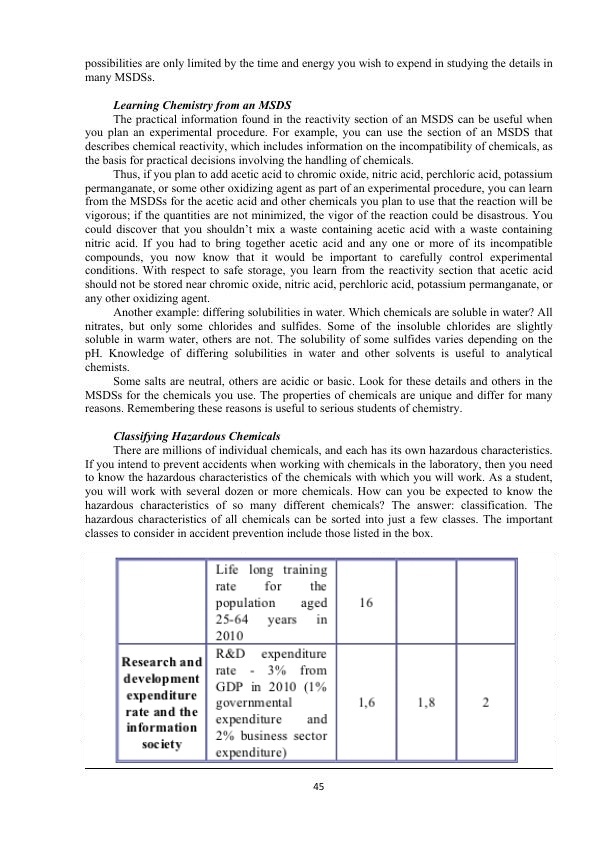 possibilities are only limited by the time and energy you wish to expend in studying the details in
many MSDSs.
Learning Chemistry from an MSDS
The practical information found in the reactivity section of an MSDS can be useful when
you plan an experimental procedure. For example, you can use the section of an MSDS that
describes chemical reactivity, which includes information on the incompatibility of chemicals, as
the basis for practical decisions involving the handling of chemicals.
Thus, if you plan to add acetic acid to chromic oxide, nitric acid, perchloric acid, potassium
permanganate, or some other oxidizing agent as part of an experimental procedure, you can learn
from the MSDSs for the acetic acid and other chemicals you plan to use that the reaction will be
vigorous; if the quantities are not minimized, the vigor of the reaction could be disastrous. You
could discover that you shouldn’t mix a waste containing acetic acid with a waste containing
nitric acid. If you had to bring together acetic acid and any one or more of its incompatible
compounds, you now know that it would be important to carefully control experimental
conditions. With respect to safe storage, you learn from the reactivity section that acetic acid
should not be stored near chromic oxide, nitric acid, perchloric acid, potassium permanganate, or
any other oxidizing agent.
Another example: differing solubilities in water. Which chemicals are soluble in water? All
nitrates, but only some chlorides and sulfides. Some of the insoluble chlorides are slightly
soluble in warm water, others are not. The solubility of some sulfides varies depending on the
pH. Knowledge of differing solubilities in water and other solvents is useful to analytical
chemists.
Some salts are neutral, others are acidic or basic. Look for these details and others in the
MSDSs for the chemicals you use. The properties of chemicals are unique and differ for many
reasons. Remembering these reasons is useful to serious students of chemistry.
Classifying Hazardous Chemicals
There are millions of individual chemicals, and each has its own hazardous characteristics.
If you intend to prevent accidents when working with chemicals in the laboratory, then you need
to know the hazardous characteristics of the chemicals with which you will work. As a student,
you will work with several dozen or more chemicals. How can you be expected to know the
hazardous characteristics of so many different chemicals? The answer: classification. The
hazardous characteristics of all chemicals can be sorted into just a few classes. The important
classes to consider in accident prevention include those listed in the box.
Life long training
rate for the
population aged
25-64 years in
2010
16
Research and
development
expenditure
rate and the
information
society
R&D expenditure
rate - 3% from
GDP in 2010 (1%
governmental
expenditure and
2% business sector
expenditure)
1,6
1,8
2
45